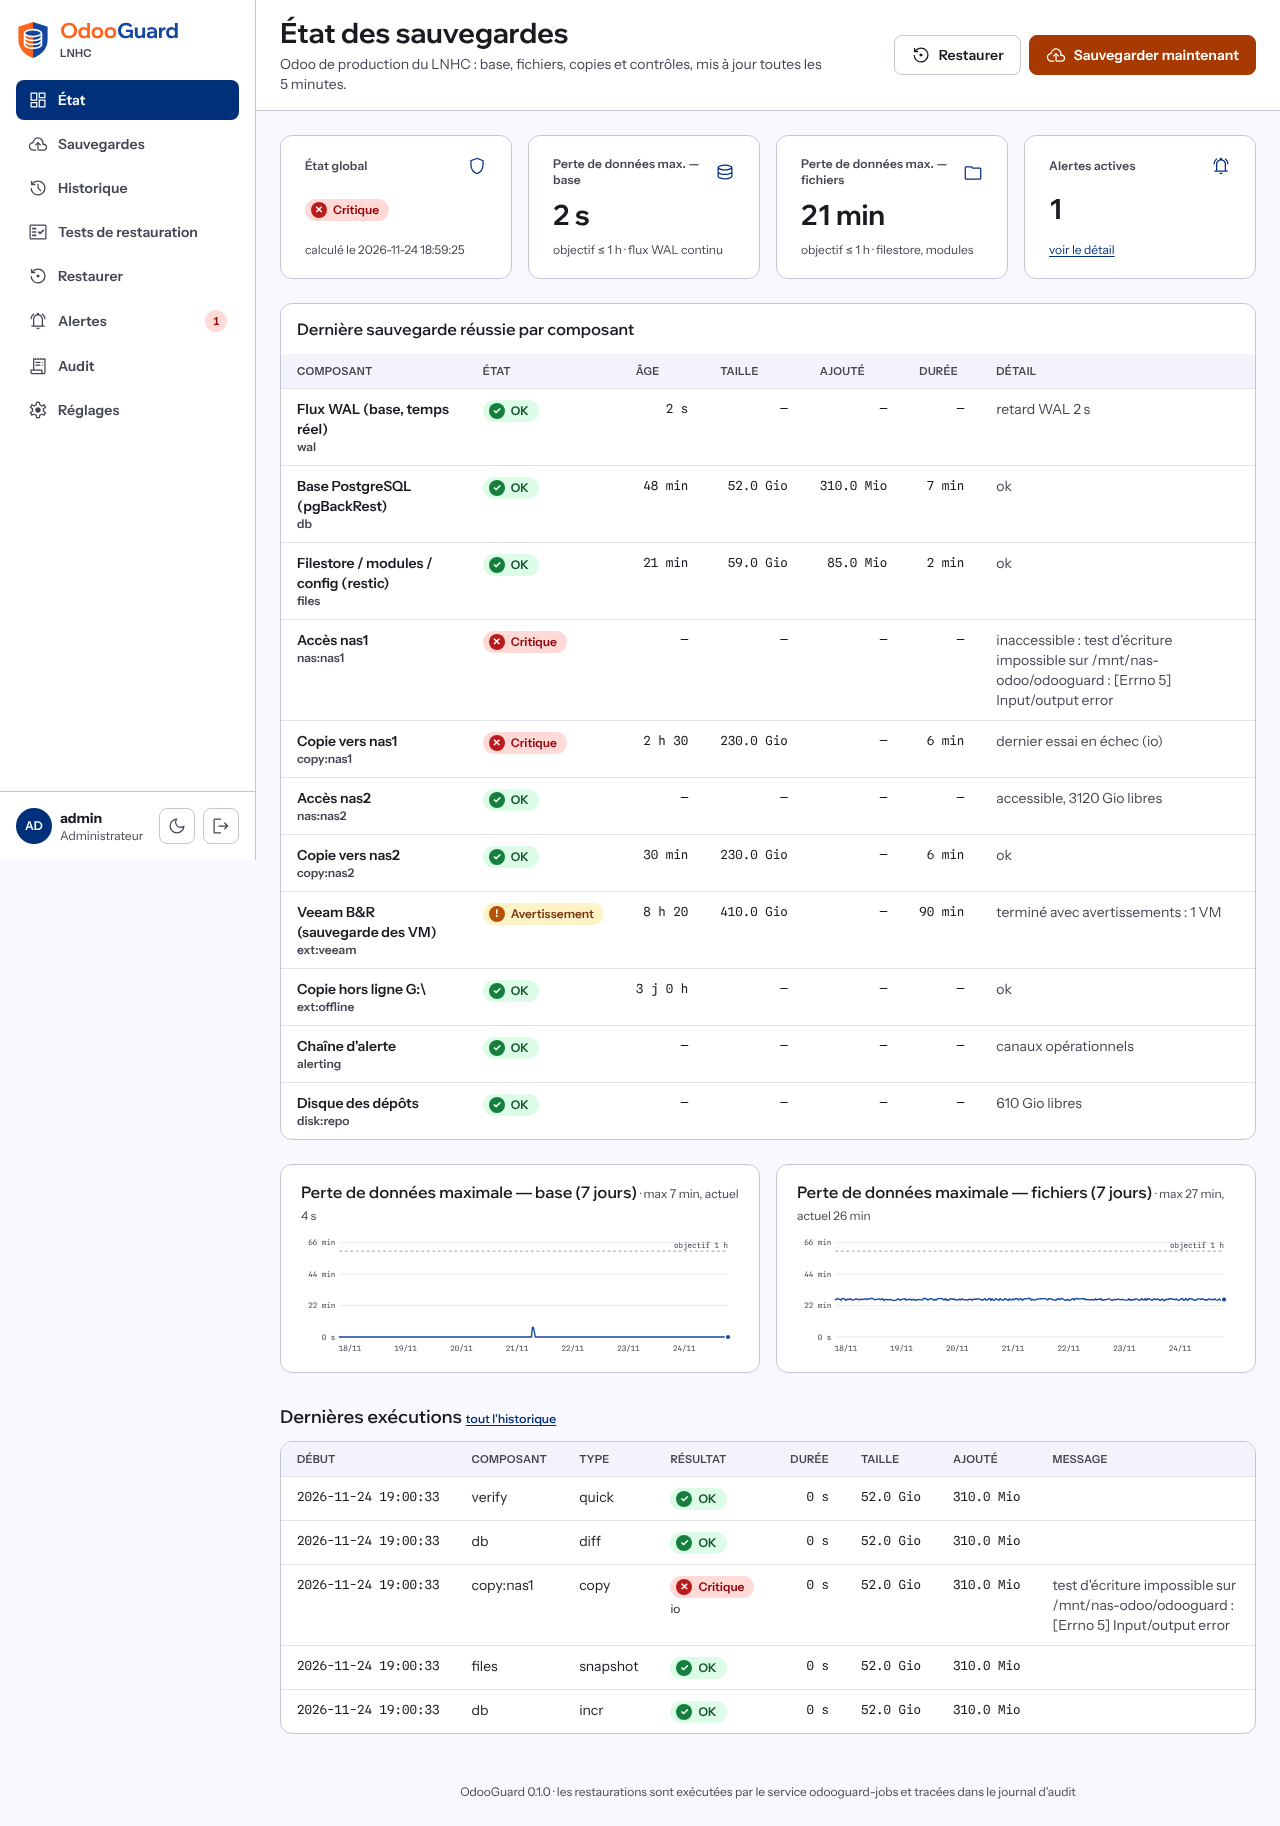 OdooGuard
LNHC
État
Sauvegardes
Historique
Tests de restauration
Restaurer
Alertes 1
Audit
Réglages
AD
admin
Administrateur
État des sauvegardes
Odoo de production du LNHC : base, fichiers, copies et contrôles, mis à jour toutes les
5 minutes.
Restaurer
Sauvegarder maintenant
État global
Critique
calculé le 2026-11-24 18:59:25
Perte de données max. —
base
2 s
objectif ≤ 1 h · flux WAL continu
Perte de données max. —
fichiers
21 min
objectif ≤ 1 h · filestore, modules
Alertes actives
1
voir le détail
Dernière sauvegarde réussie par composant
COMPOSANT ÉTAT ÂGE TAILLE AJOUTÉ DURÉE DÉTAIL
Flux WAL (base, temps OK 2 s — — — retard WAL 2 s
réel)
wal
Base PostgreSQL OK 48 min 52.0 Gio 310.0 Mio 7 min ok
(pgBackRest)
db
Filestore / modules / OK 21 min 59.0 Gio 85.0 Mio 2 min ok
config (restic)
files
Accès nas1 Critique — — — — inaccessible : test d'écriture
nas:nas1 impossible sur /mnt/nas-
odoo/odooguard : [Errno 5]
Input/output error
Copie vers nas1 Critique 2 h 30 230.0 Gio — 6 min dernier essai en échec (io)
copy:nas1
Accès nas2 OK — — — — accessible, 3120 Gio libres
nas:nas2
Copie vers nas2 OK 30 min 230.0 Gio — 6 min ok
copy:nas2
Veeam B&R Avertissement 8 h 20 410.0 Gio — 90 min terminé avec avertissements : 1 VM
(sauvegarde des VM)
ext:veeam
Copie hors ligne G:\ OK 3 j 0 h — — — ok
ext:offline
Chaîne d'alerte OK — — — — canaux opérationnels
alerting
Disque des dépôts OK — — — — 610 Gio libres
disk:repo
Perte de données maximale — base (7 jours) · max 7 min, actuel
4 s
66 min
objectif 1 h
44 min
22 min
0 s
18/11 19/11 20/11 21/11 22/11 23/11 24/11
Perte de données maximale — fichiers (7 jours) · max 27 min,
actuel 26 min
66 min
objectif 1 h
44 min
22 min
0 s
18/11 19/11 20/11 21/11 22/11 23/11 24/11
Dernières exécutions tout l'historique
DÉBUT COMPOSANT TYPE RÉSULTAT DURÉE TAILLE AJOUTÉ MESSAGE
2026-11-24 19:00:33 verify quick OK 0 s 52.0 Gio 310.0 Mio
2026-11-24 19:00:33 db diff OK 0 s 52.0 Gio 310.0 Mio
2026-11-24 19:00:33 copy:nas1 copy Critique 0 s 52.0 Gio 310.0 Mio test d'écriture impossible sur
io /mnt/nas-odoo/odooguard :
[Errno 5] Input/output error
2026-11-24 19:00:33 files snapshot OK 0 s 52.0 Gio 310.0 Mio
2026-11-24 19:00:33 db incr OK 0 s 52.0 Gio 310.0 Mio
OdooGuard 0.1.0 · les restaurations sont exécutées par le service odooguard-jobs et tracées dans le journal d'audit